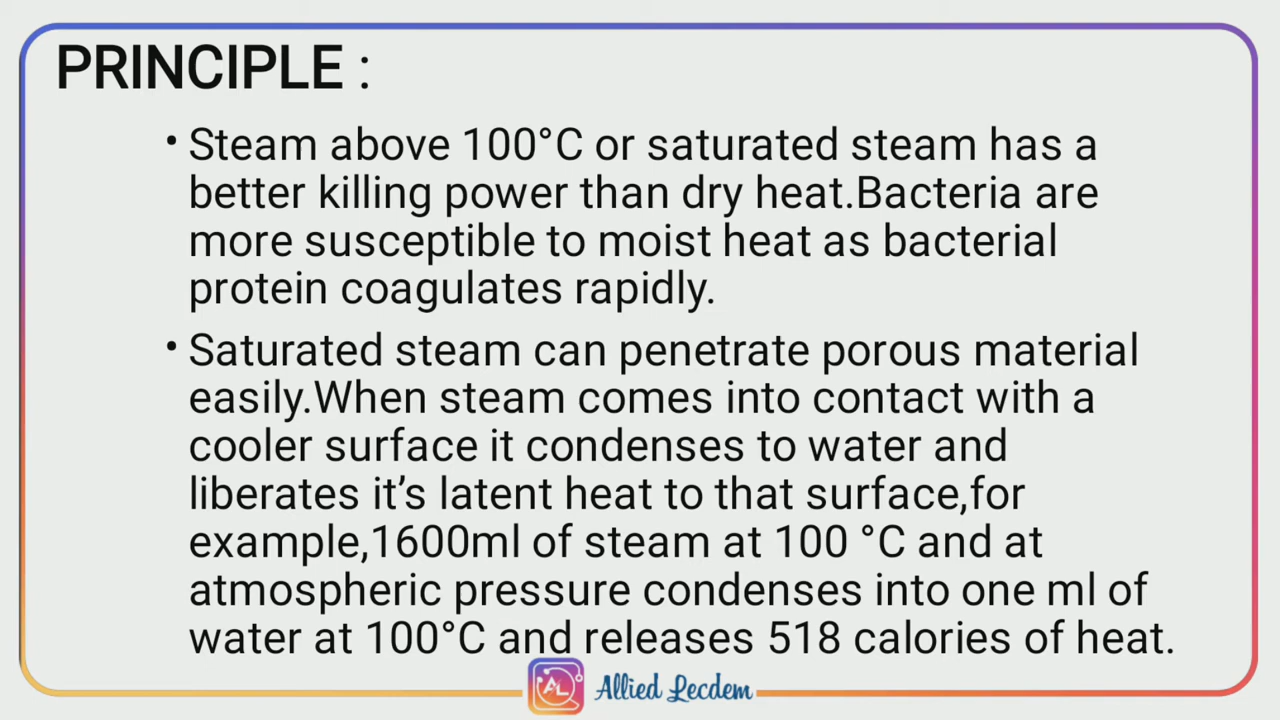 PRINCIPLE :
• Steam above 100°C or saturated steam has a
better killing power than dry heat.Bacteria are
more susceptible to moist heat as bacterial
protein coagulates rapidly.
• Saturated steam can penetrate porous material
easily.When steam comes into contact with a
cooler surface it condenses to water and
liberates it’s latent heat to that surface,for
example,1600ml of steam at 100 °C and at
atmospheric pressure condenses into one ml of
water at 100°C and releases 518 calories of heat.
AL Allied Lecdem